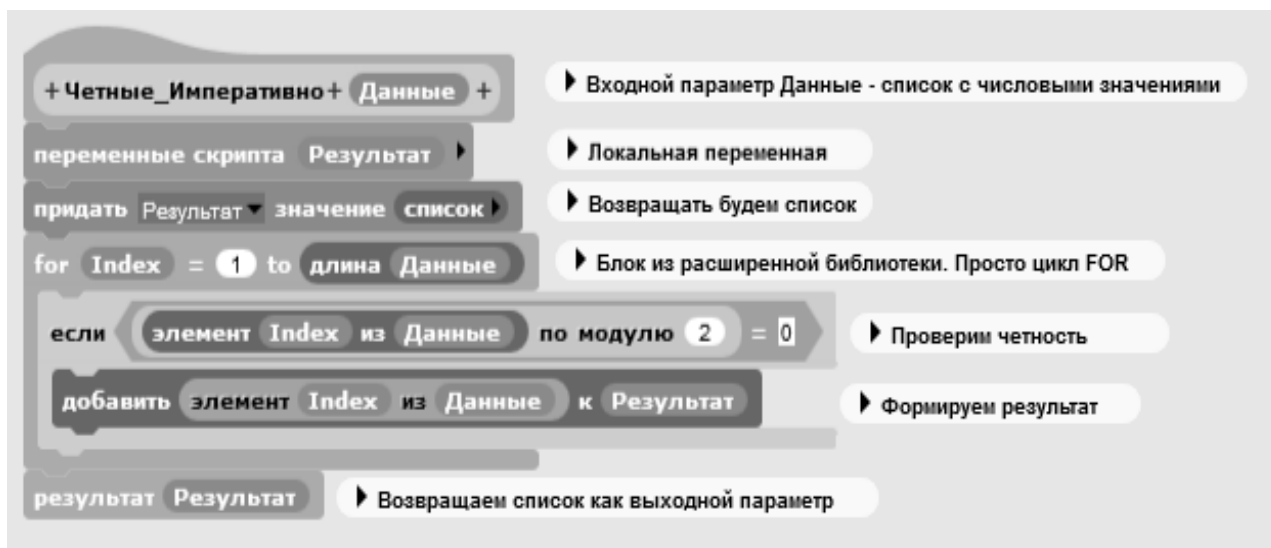 +Четные_Императивно+ Данные + Входной параметр Данные - список с числовыми значениями
переменные скрипта Результат Локальная переменная
придать Результат значение список Возвращать будем список
for Index = 1 to длина Данные Блок из расширенной библиотеки. Просто цикл FOR
если элемент Index из Данные по модулю 2 = 0 Проверим четность
добавить элемент Index из Данные к Результат Формируем результат
результат Результат Возвращаем список как выходной параметр